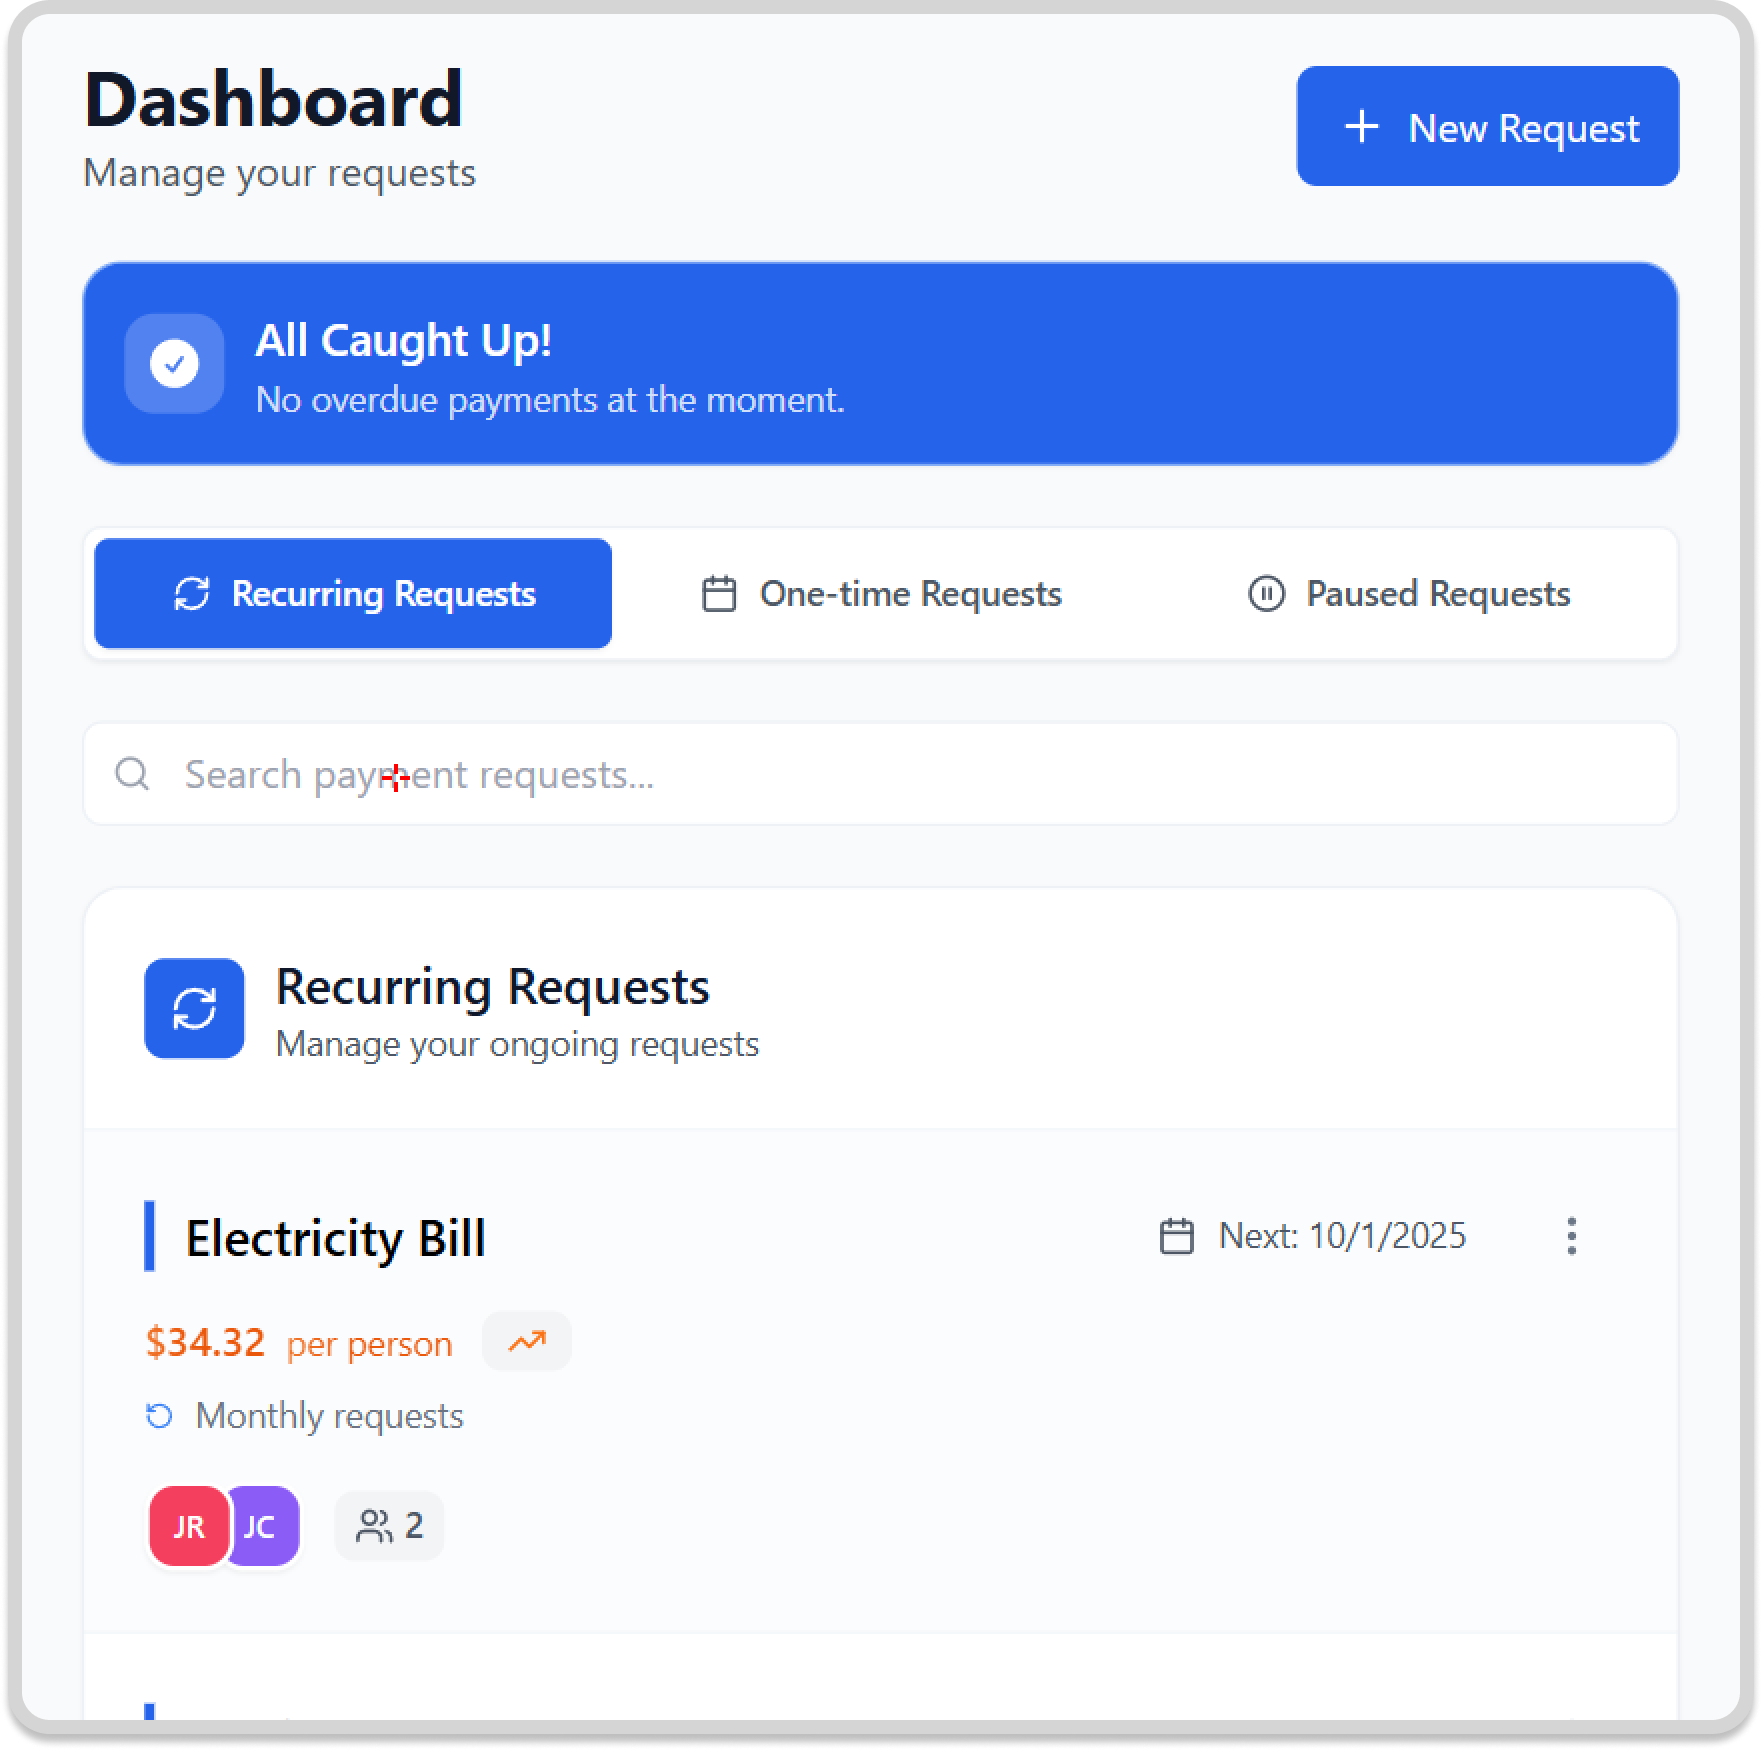 Dashboard
Manage your requests
New Request
All Caught Up!
No overdue payments at the moment.
Recurring Requests
One-time Requests
Paused Requests
Search payment requests...
Recurring Requests
Manage your ongoing requests
Electricity Bill
Next: 10/1/2025
$34.32 per person
Monthly requests
JR
JC
2